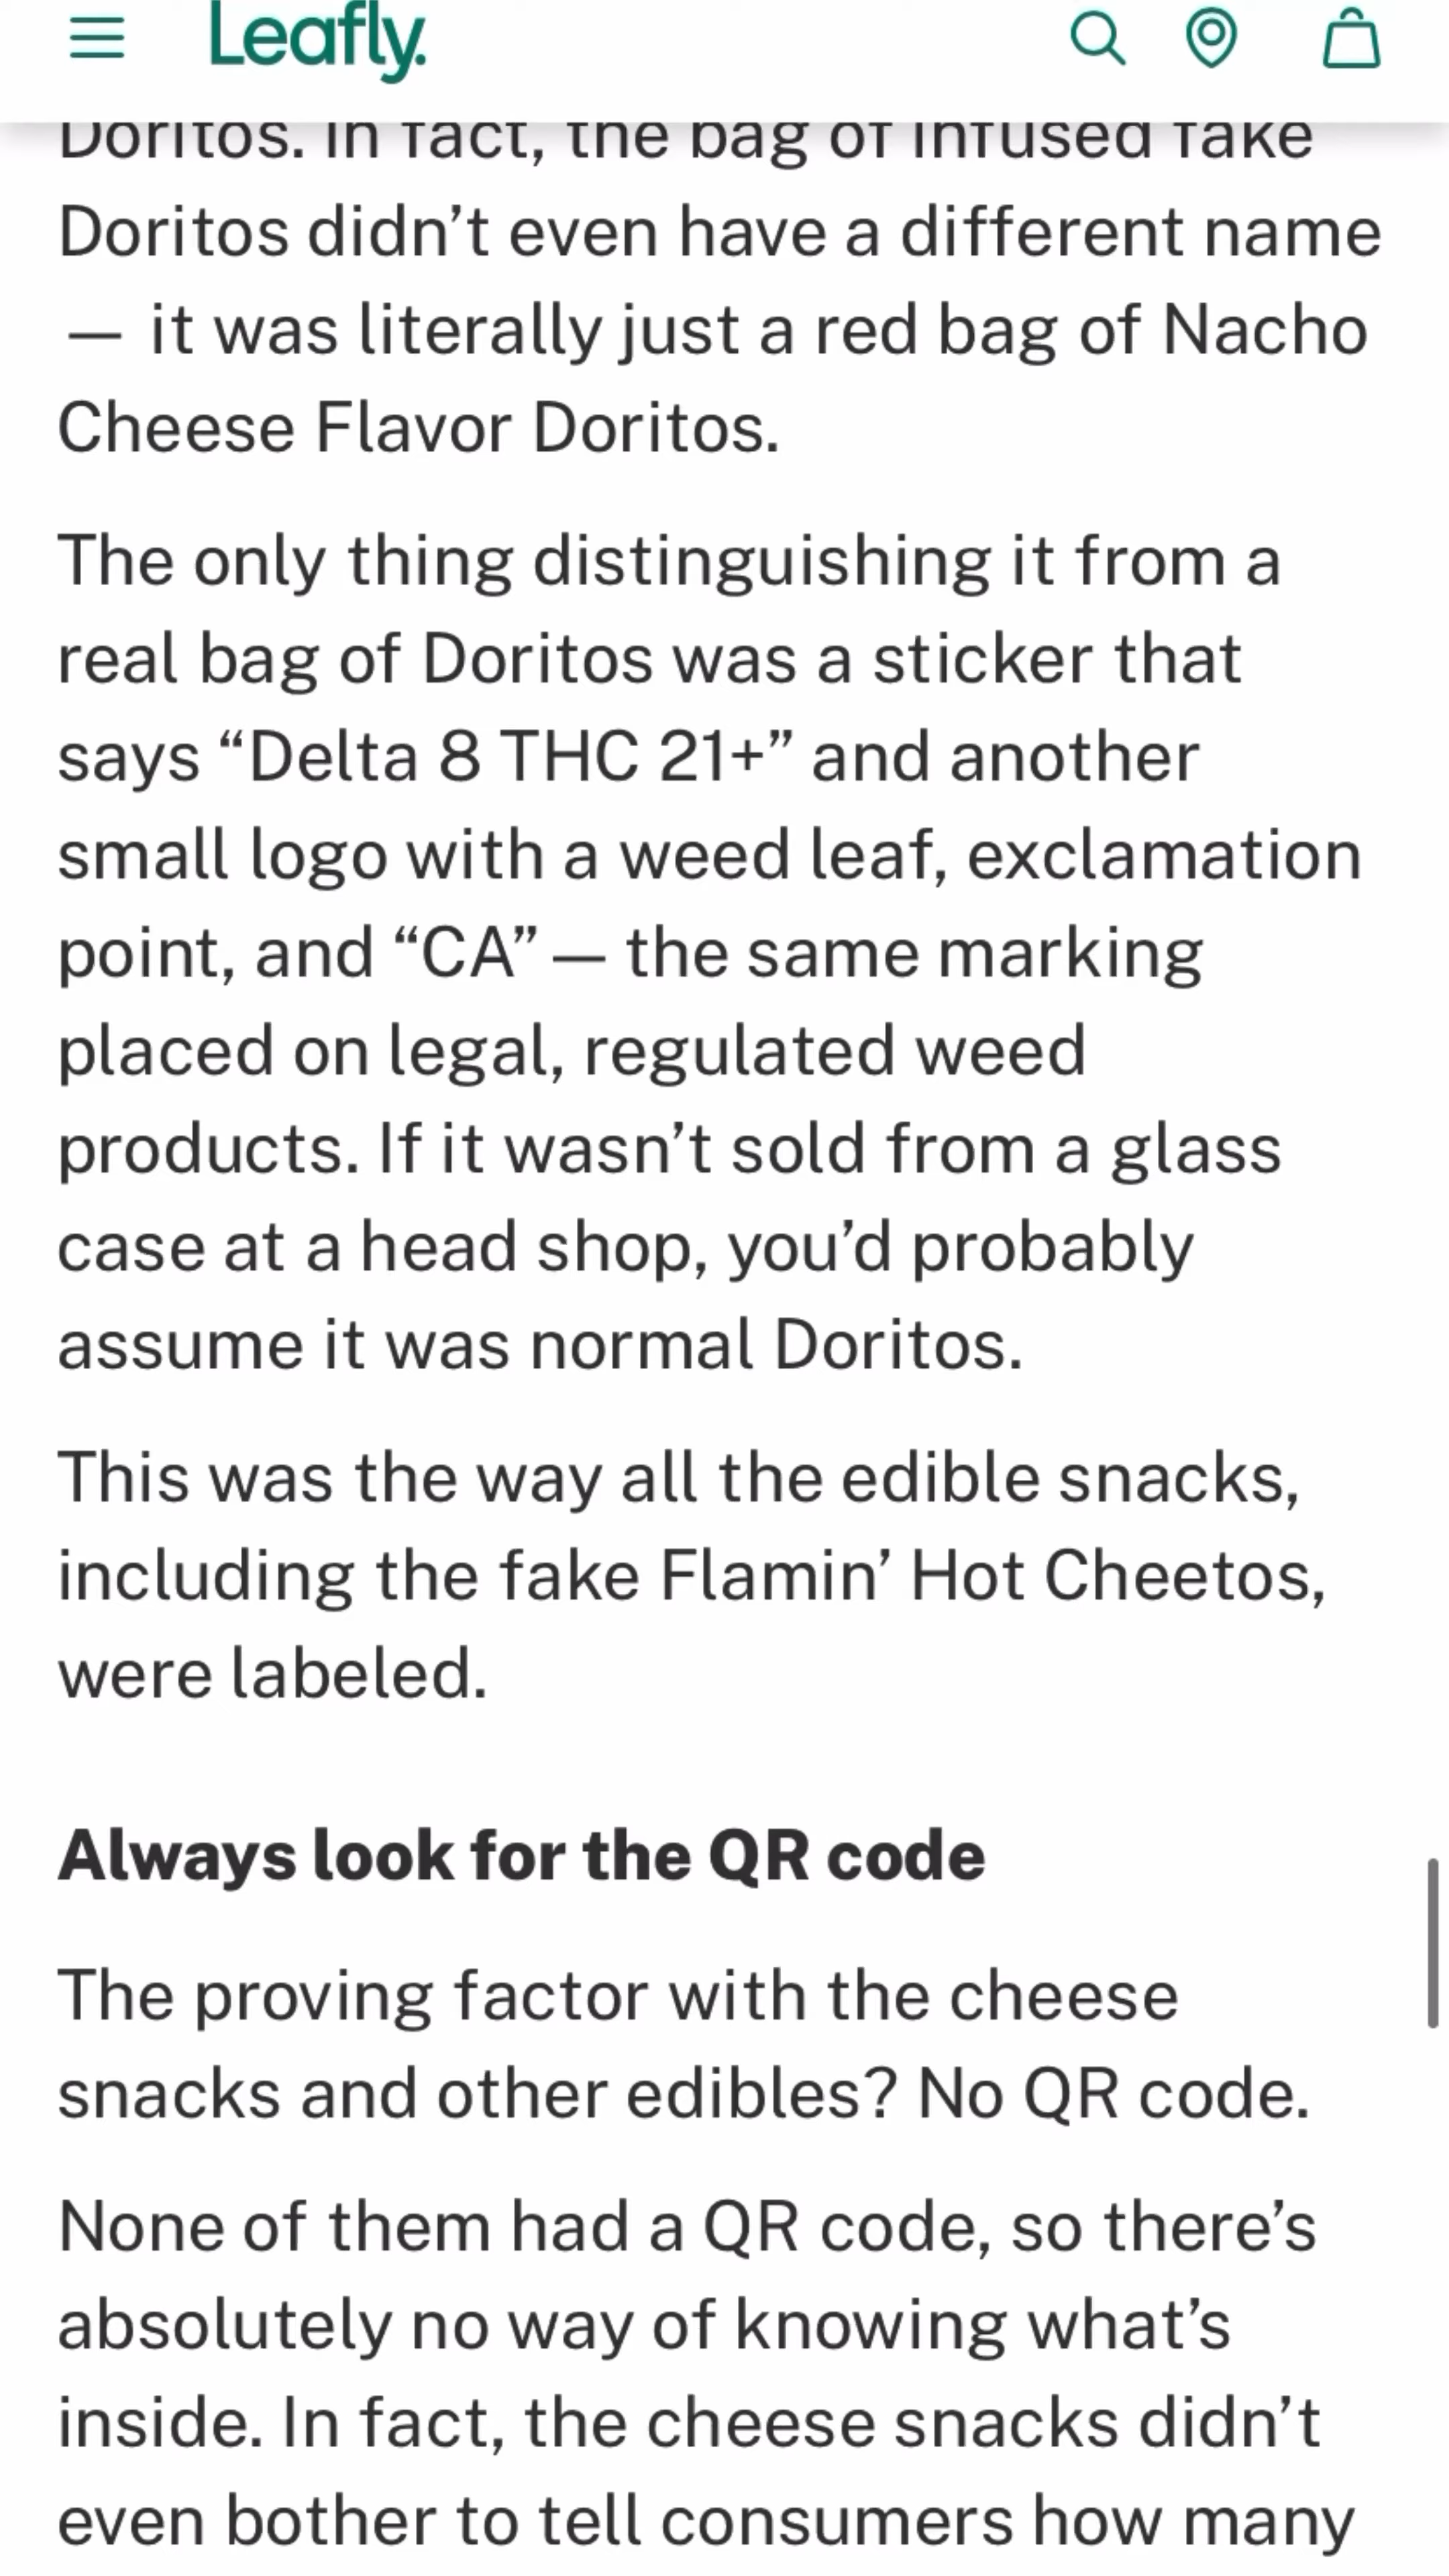 Leafly.
Doritos. In fact, the bag of infused fake
Doritos didn’t even have a different name
— it was literally just a red bag of Nacho
Cheese Flavor Doritos.
The only thing distinguishing it from a
real bag of Doritos was a sticker that
says “Delta 8 THC 21+” and another
small logo with a weed leaf, exclamation
point, and “CA” — the same marking
placed on legal, regulated weed
products. If it wasn’t sold from a glass
case at a head shop, you’d probably
assume it was normal Doritos.
This was the way all the edible snacks,
including the fake Flamin’ Hot Cheetos,
were labeled.
Always look for the QR code
The proving factor with the cheese
snacks and other edibles? No QR code.
None of them had a QR code, so there’s
absolutely no way of knowing what’s
inside. In fact, the cheese snacks didn’t
even bother to tell consumers how many